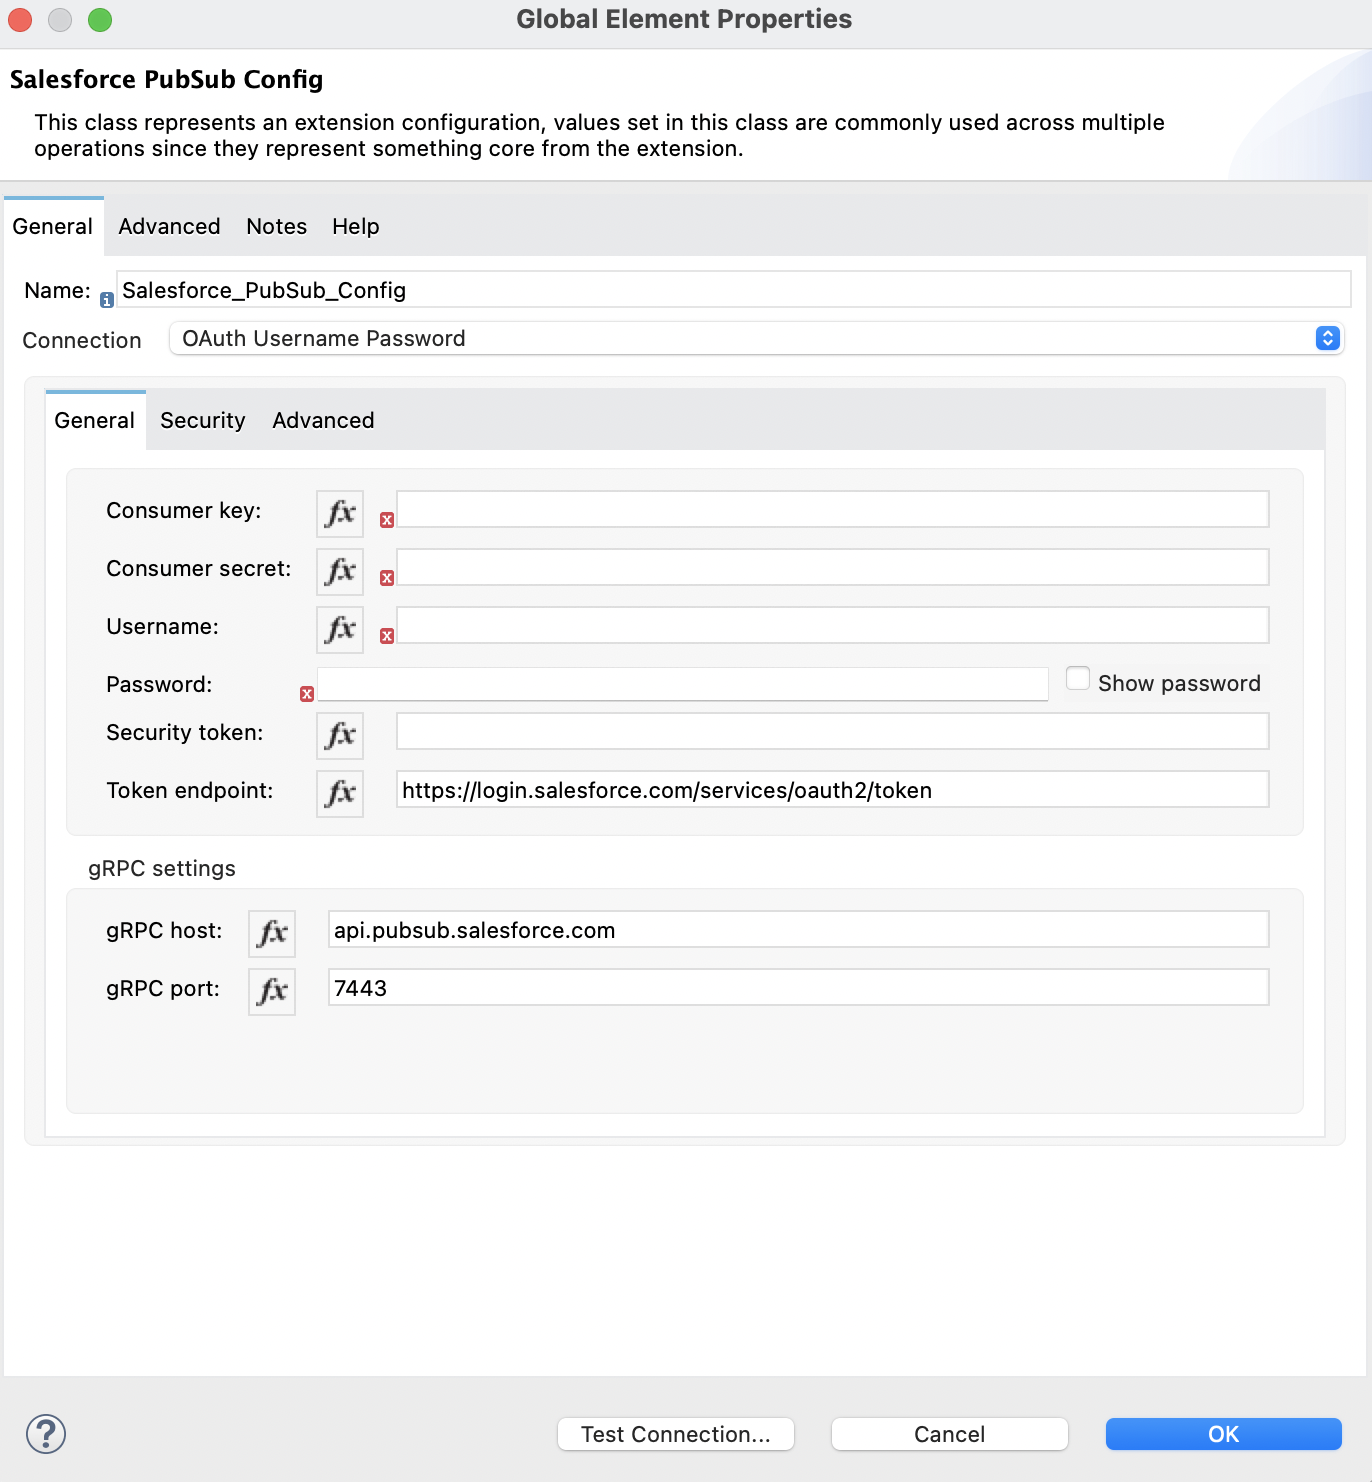 Global Element Properties
Salesforce PubSub Config
This class represents an extension configuration, values set in this class are commonly used across multiple
operations since they represent something core from the extension.
General Advanced Notes Help
Name: Salesforce_PubSub_Config
Connection OAuth Username Password
General Security Advanced
Consumer key: fx
Consumer secret: fx
Username: fx
Password: Show password
Security token: fx
Token endpoint: fx https://login.salesforce.com/services/oauth2/token
gRPC settings
gRPC host: fx api.pubsub.salesforce.com
gRPC port: fx 7443
? Test Connection... Cancel OK